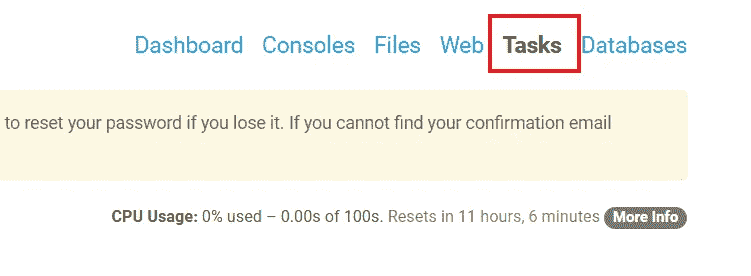 Dashboard Consoles Files Web Tasks Databases
to reset your password if you lose it. If you cannot find your confirmation email
CPU Usage: 0% used – 0.00s of 100s. Resets in 11 hours, 6 minutes More Info